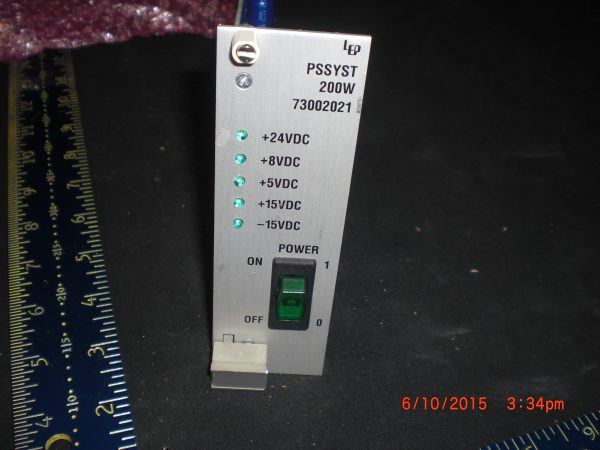 LEP
PSSYST
200W
73002021
+24VDC
+8VDC
+5VDC
+15VDC
-15VDC
POWER
ON 1
OFF 0
6/10/2015 3:34pm